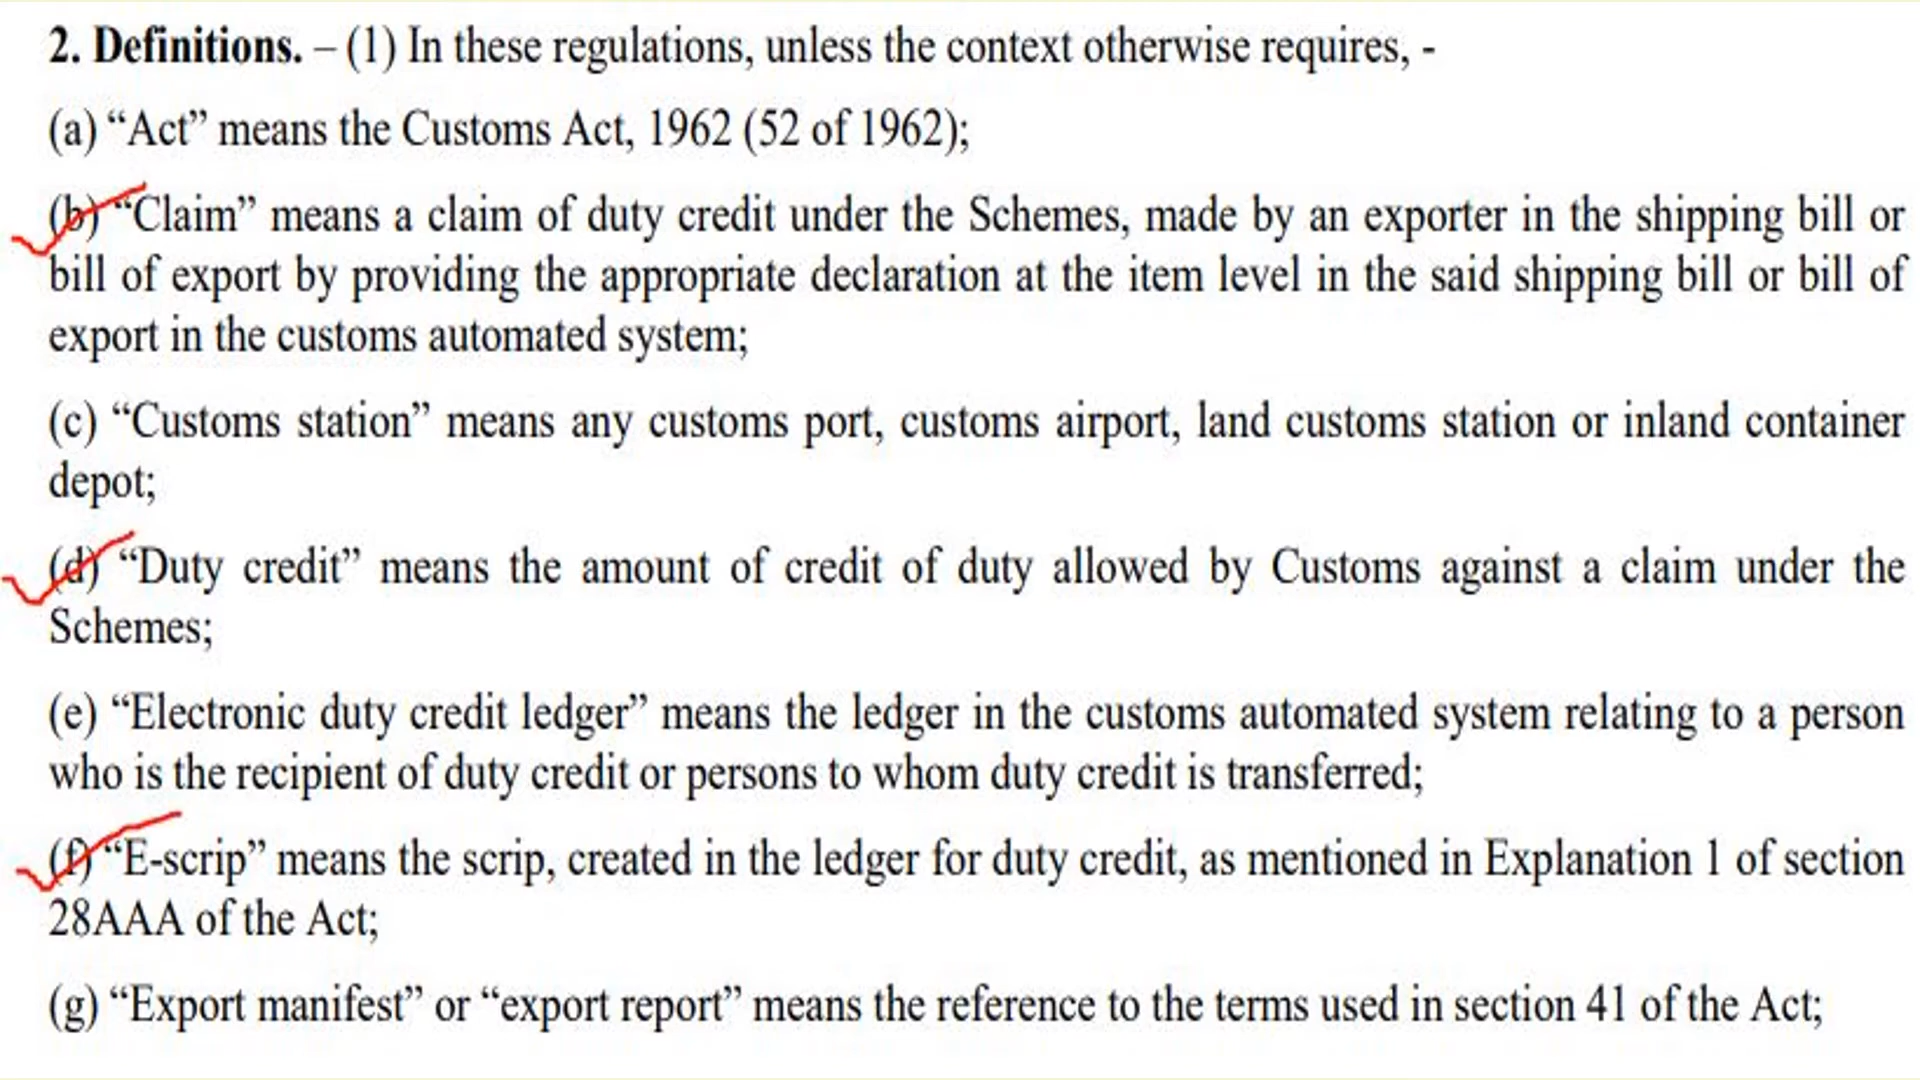 2. Definitions. – (1) In these regulations, unless the context otherwise requires, -
(a) “Act” means the Customs Act, 1962 (52 of 1962);
(b) “Claim” means a claim of duty credit under the Schemes, made by an exporter in the shipping bill or
bill of export by providing the appropriate declaration at the item level in the said shipping bill or bill of
export in the customs automated system;
(c) “Customs station” means any customs port, customs airport, land customs station or inland container
depot;
(d) “Duty credit” means the amount of credit of duty allowed by Customs against a claim under the
Schemes;
(e) “Electronic duty credit ledger” means the ledger in the customs automated system relating to a person
who is the recipient of duty credit or persons to whom duty credit is transferred;
(f) “E-scrip” means the scrip, created in the ledger for duty credit, as mentioned in Explanation 1 of section
28AAA of the Act;
(g) “Export manifest” or “export report” means the reference to the terms used in section 41 of the Act;